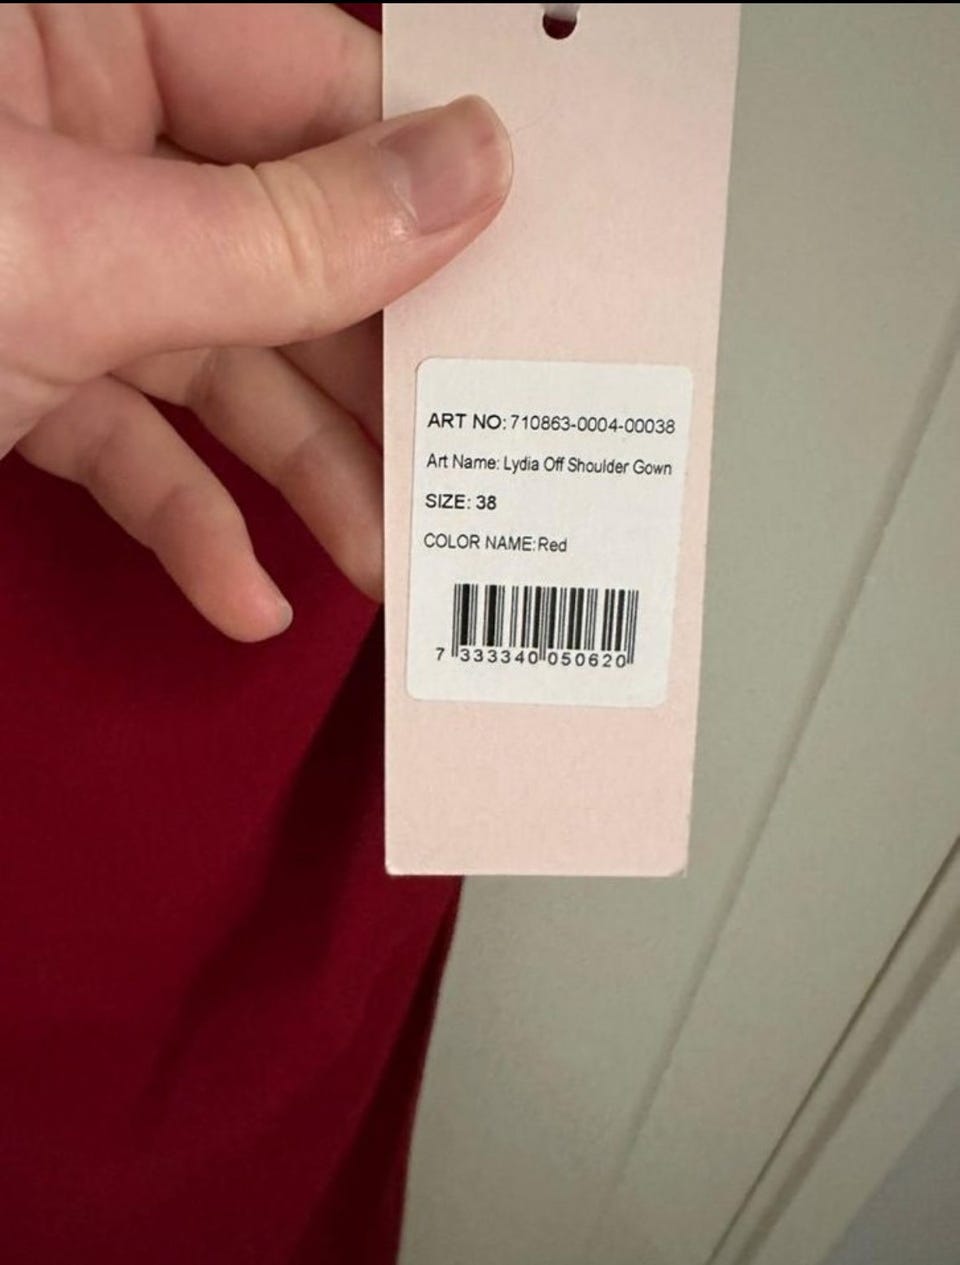 ART NO: 710863-0004-00038
Art Name: Lydia Off Shoulder Gown
SIZE: 38
COLOR NAME:Red
7 333340 050620